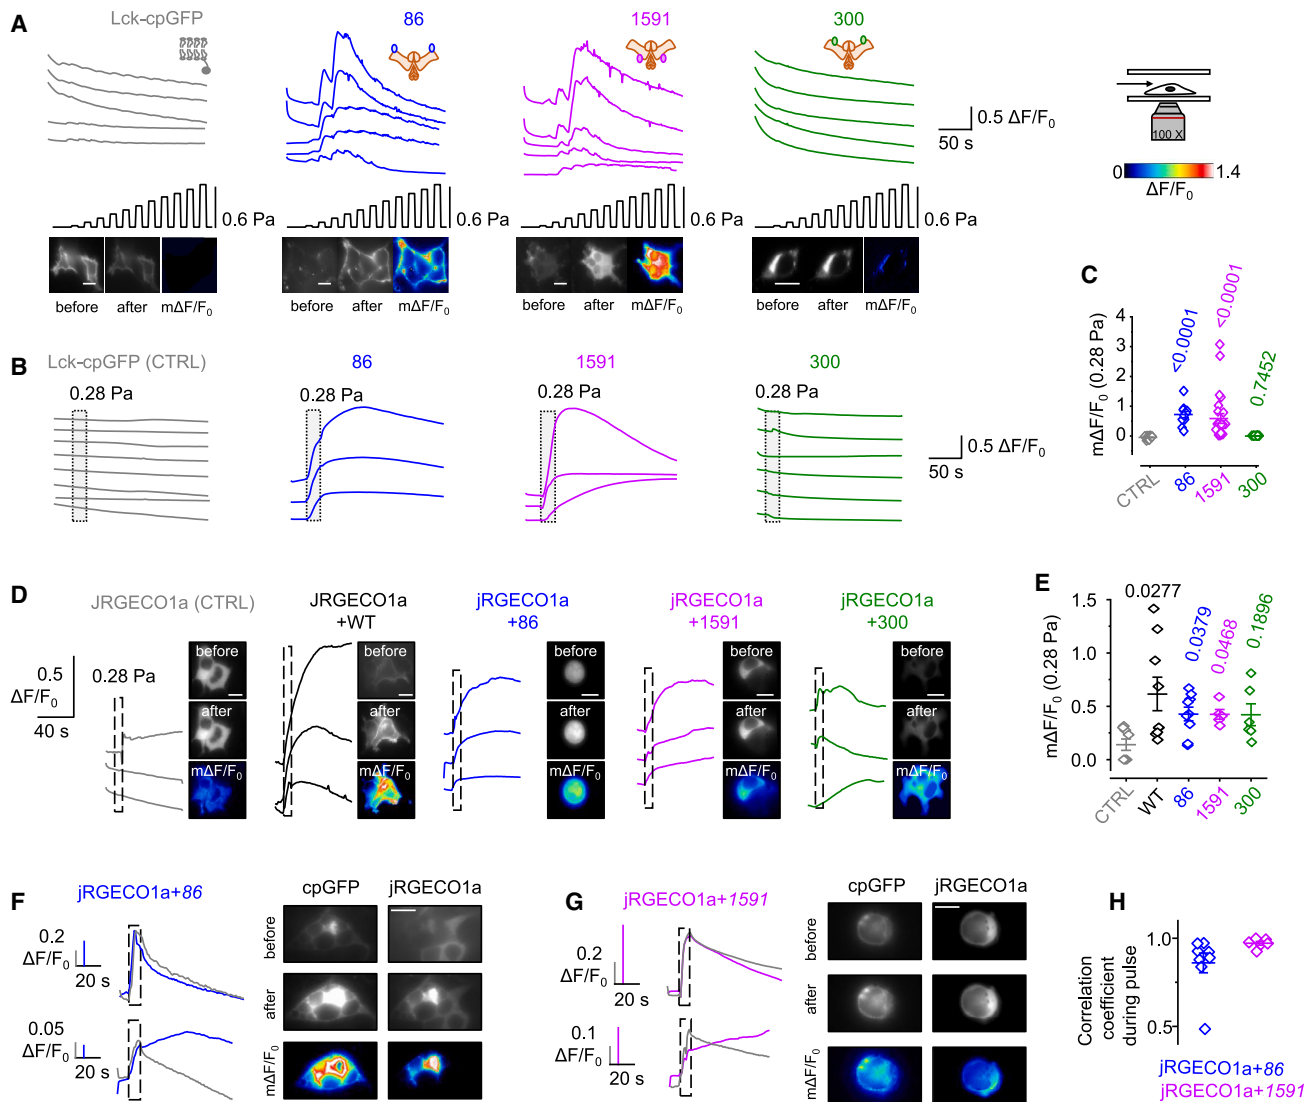 A
Lck-cpGFP
86
1591
300
0.5 ΔF/F0
50 s
100 X
0 1.4
ΔF/F0
0.6 Pa
0.6 Pa
0.6 Pa
0.6 Pa
before after mΔF/F0
before after mΔF/F0
before after mΔF/F0
before after mΔF/F0
B
Lck-cpGFP (CTRL)
86
1591
300
0.28 Pa
0.28 Pa
0.28 Pa
0.28 Pa
0.5 ΔF/F0
50 s
C
mΔF/F0 (0.28 Pa)
4
3
2
1
0
<0.0001
<0.0001
0.7452
CTRL
86
1591
300
D
JRGECO1a (CTRL)
JRGECO1a
+WT
jRGECO1a
+86
jRGECO1a
+1591
jRGECO1a
+300
0.5
ΔF/F0
40 s
0.28 Pa
before
after
mΔF/F0
before
after
mΔF/F0
before
after
mΔF/F0
before
after
mΔF/F0
before
after
mΔF/F0
E
mΔF/F0 (0.28 Pa)
1.5
1.0
0.5
0.0
0.0277
0.0379
0.0468
0.1896
CTRL
WT
86
1591
300
F
jRGECO1a+86
0.2
ΔF/F0
20 s
0.05
ΔF/F0
20 s
cpGFP
jRGECO1a
before
after
mΔF/F0
G
jRGECO1a+1591
0.2
ΔF/F0
20 s
0.1
ΔF/F0
20 s
cpGFP
jRGECO1a
before
after
mΔF/F0
H
Correlation
coefficient
during pulse
1.0
0.5
jRGECO1a+86
jRGECO1a+1591